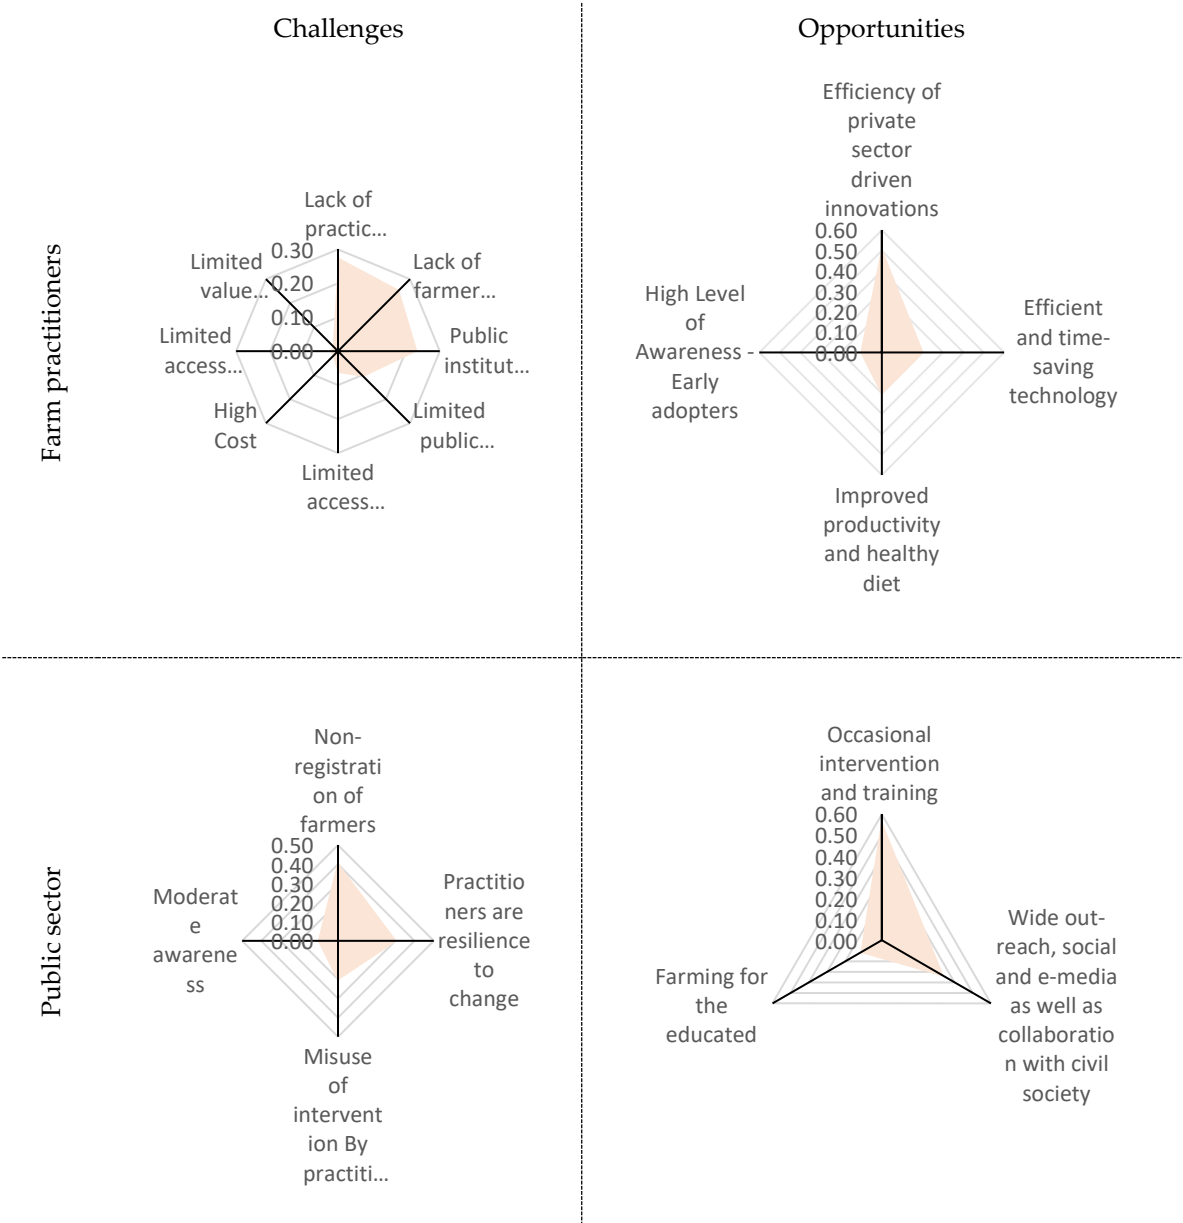 Challenges
Opportunities
Farm practitioners
Lack of
practic...
Lack of
farmer...
Public
institut...
Limited
public...
Limited
access...
High
Cost
Limited
access...
Limited
value...
0.30
0.20
0.10
0.00
Efficiency of
private
sector
driven
innovations
Efficient
and time-
saving
technology
Improved
productivity
and healthy
diet
High Level
of
Awareness -
Early
adopters
0.60
0.50
0.40
0.30
0.20
0.10
0.00
Public sector
Non-
registrati
on of
farmers
Practitio
ners are
resilience
to
change
Misuse
of
intervent
ion By
practiti...
Moderat
e
awarene
ss
0.50
0.40
0.30
0.20
0.10
0.00
Occasional
intervention
and training
Wide out-
reach, social
and e-media
as well as
collaboratio
n with civil
society
Farming for
the
educated
0.60
0.50
0.40
0.30
0.20
0.10
0.00